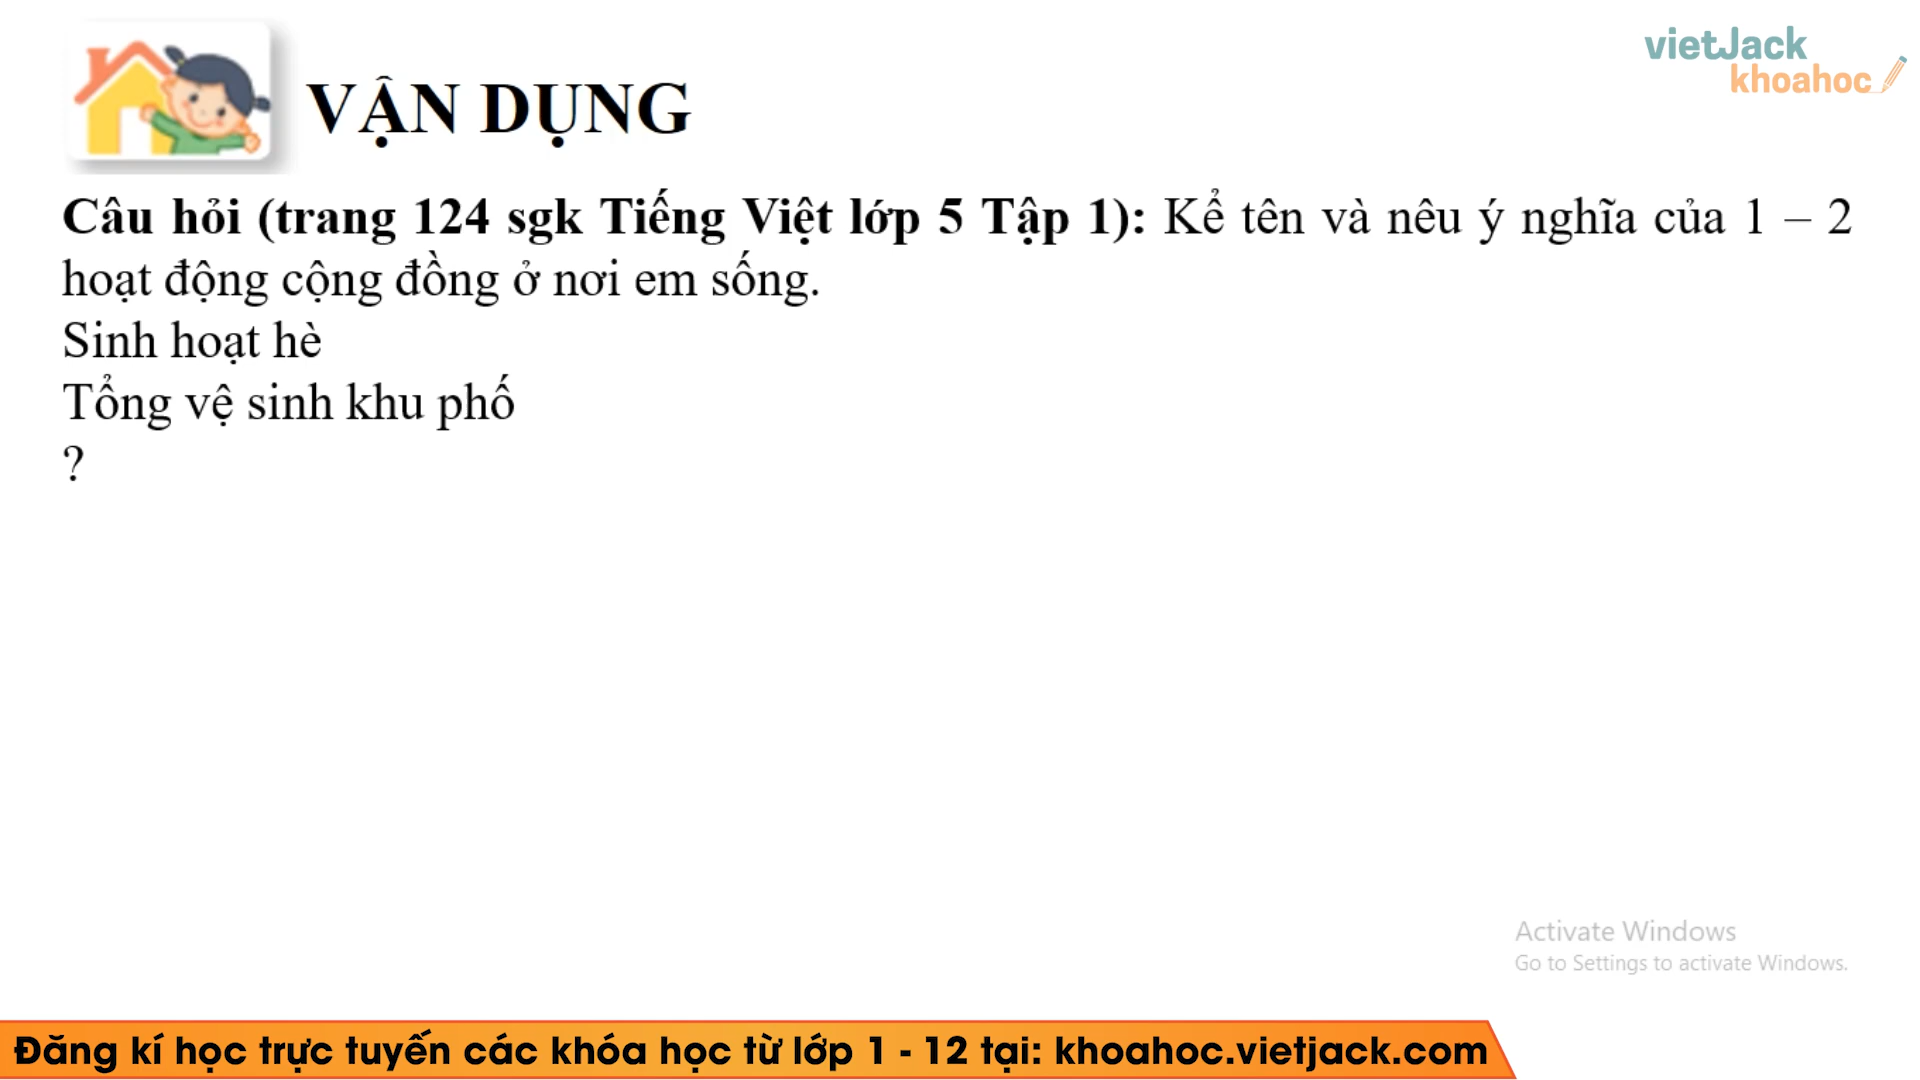 vietJack
khoahoc
VẬN DỤNG
Câu hỏi (trang 124 sgk Tiếng Việt lớp 5 Tập 1): Kể tên và nêu ý nghĩa của 1 – 2
hoạt động cộng đồng ở nơi em sống.
Sinh hoạt hè
Tổng vệ sinh khu phố
?
Activate Windows
Go to Settings to activate Windows.
Đăng kí học trực tuyến các khóa học từ lớp 1 - 12 tại: khoahoc.vietjack.com